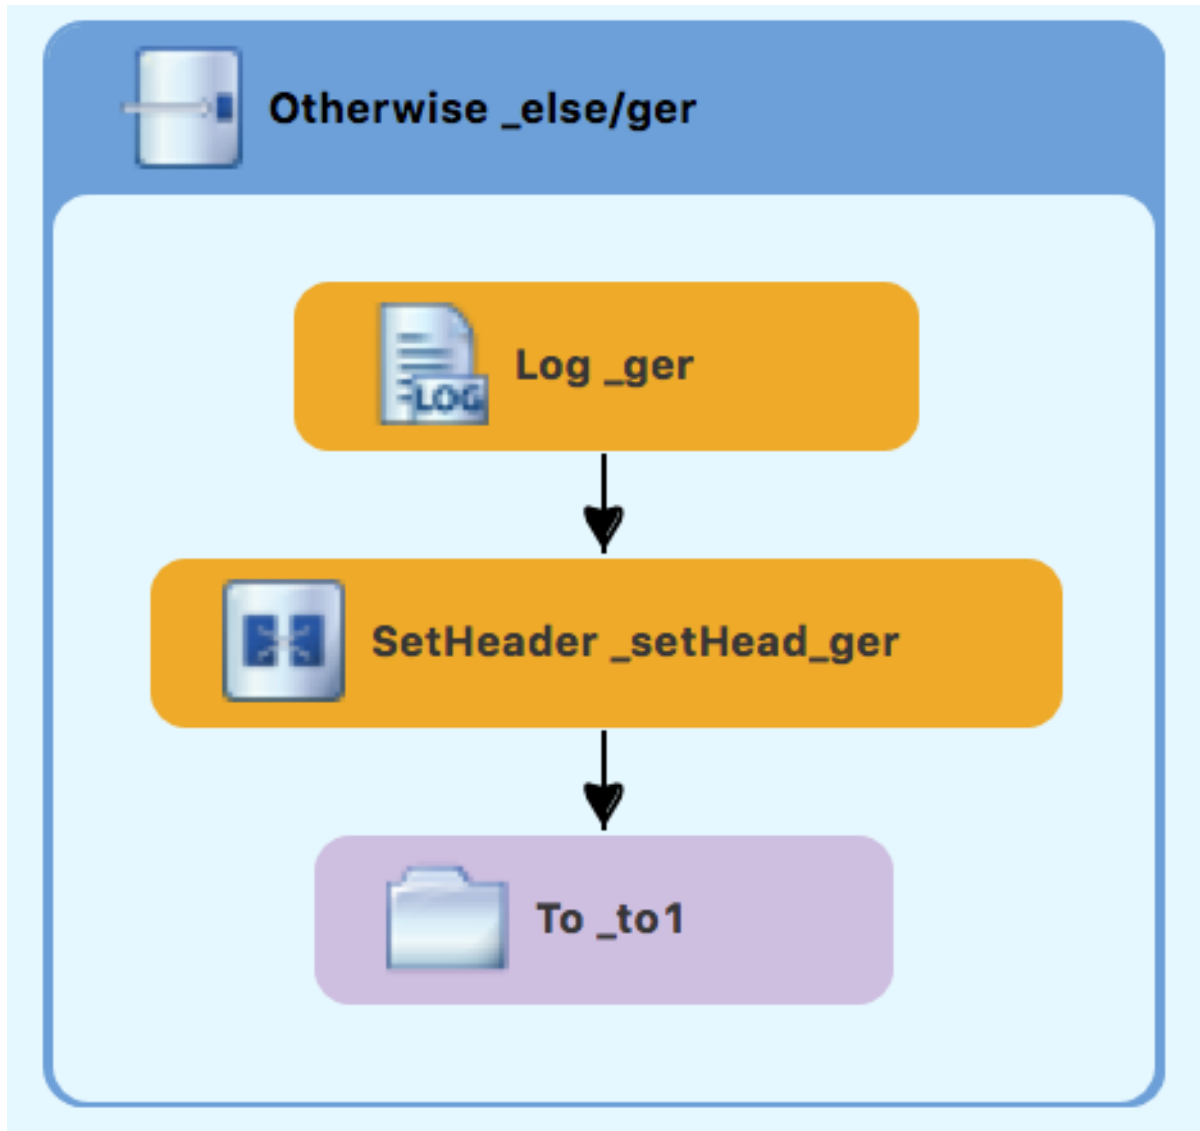 Otherwise _else/ger
Log _ger
LOG
SetHeader _setHead_ger
To _to1